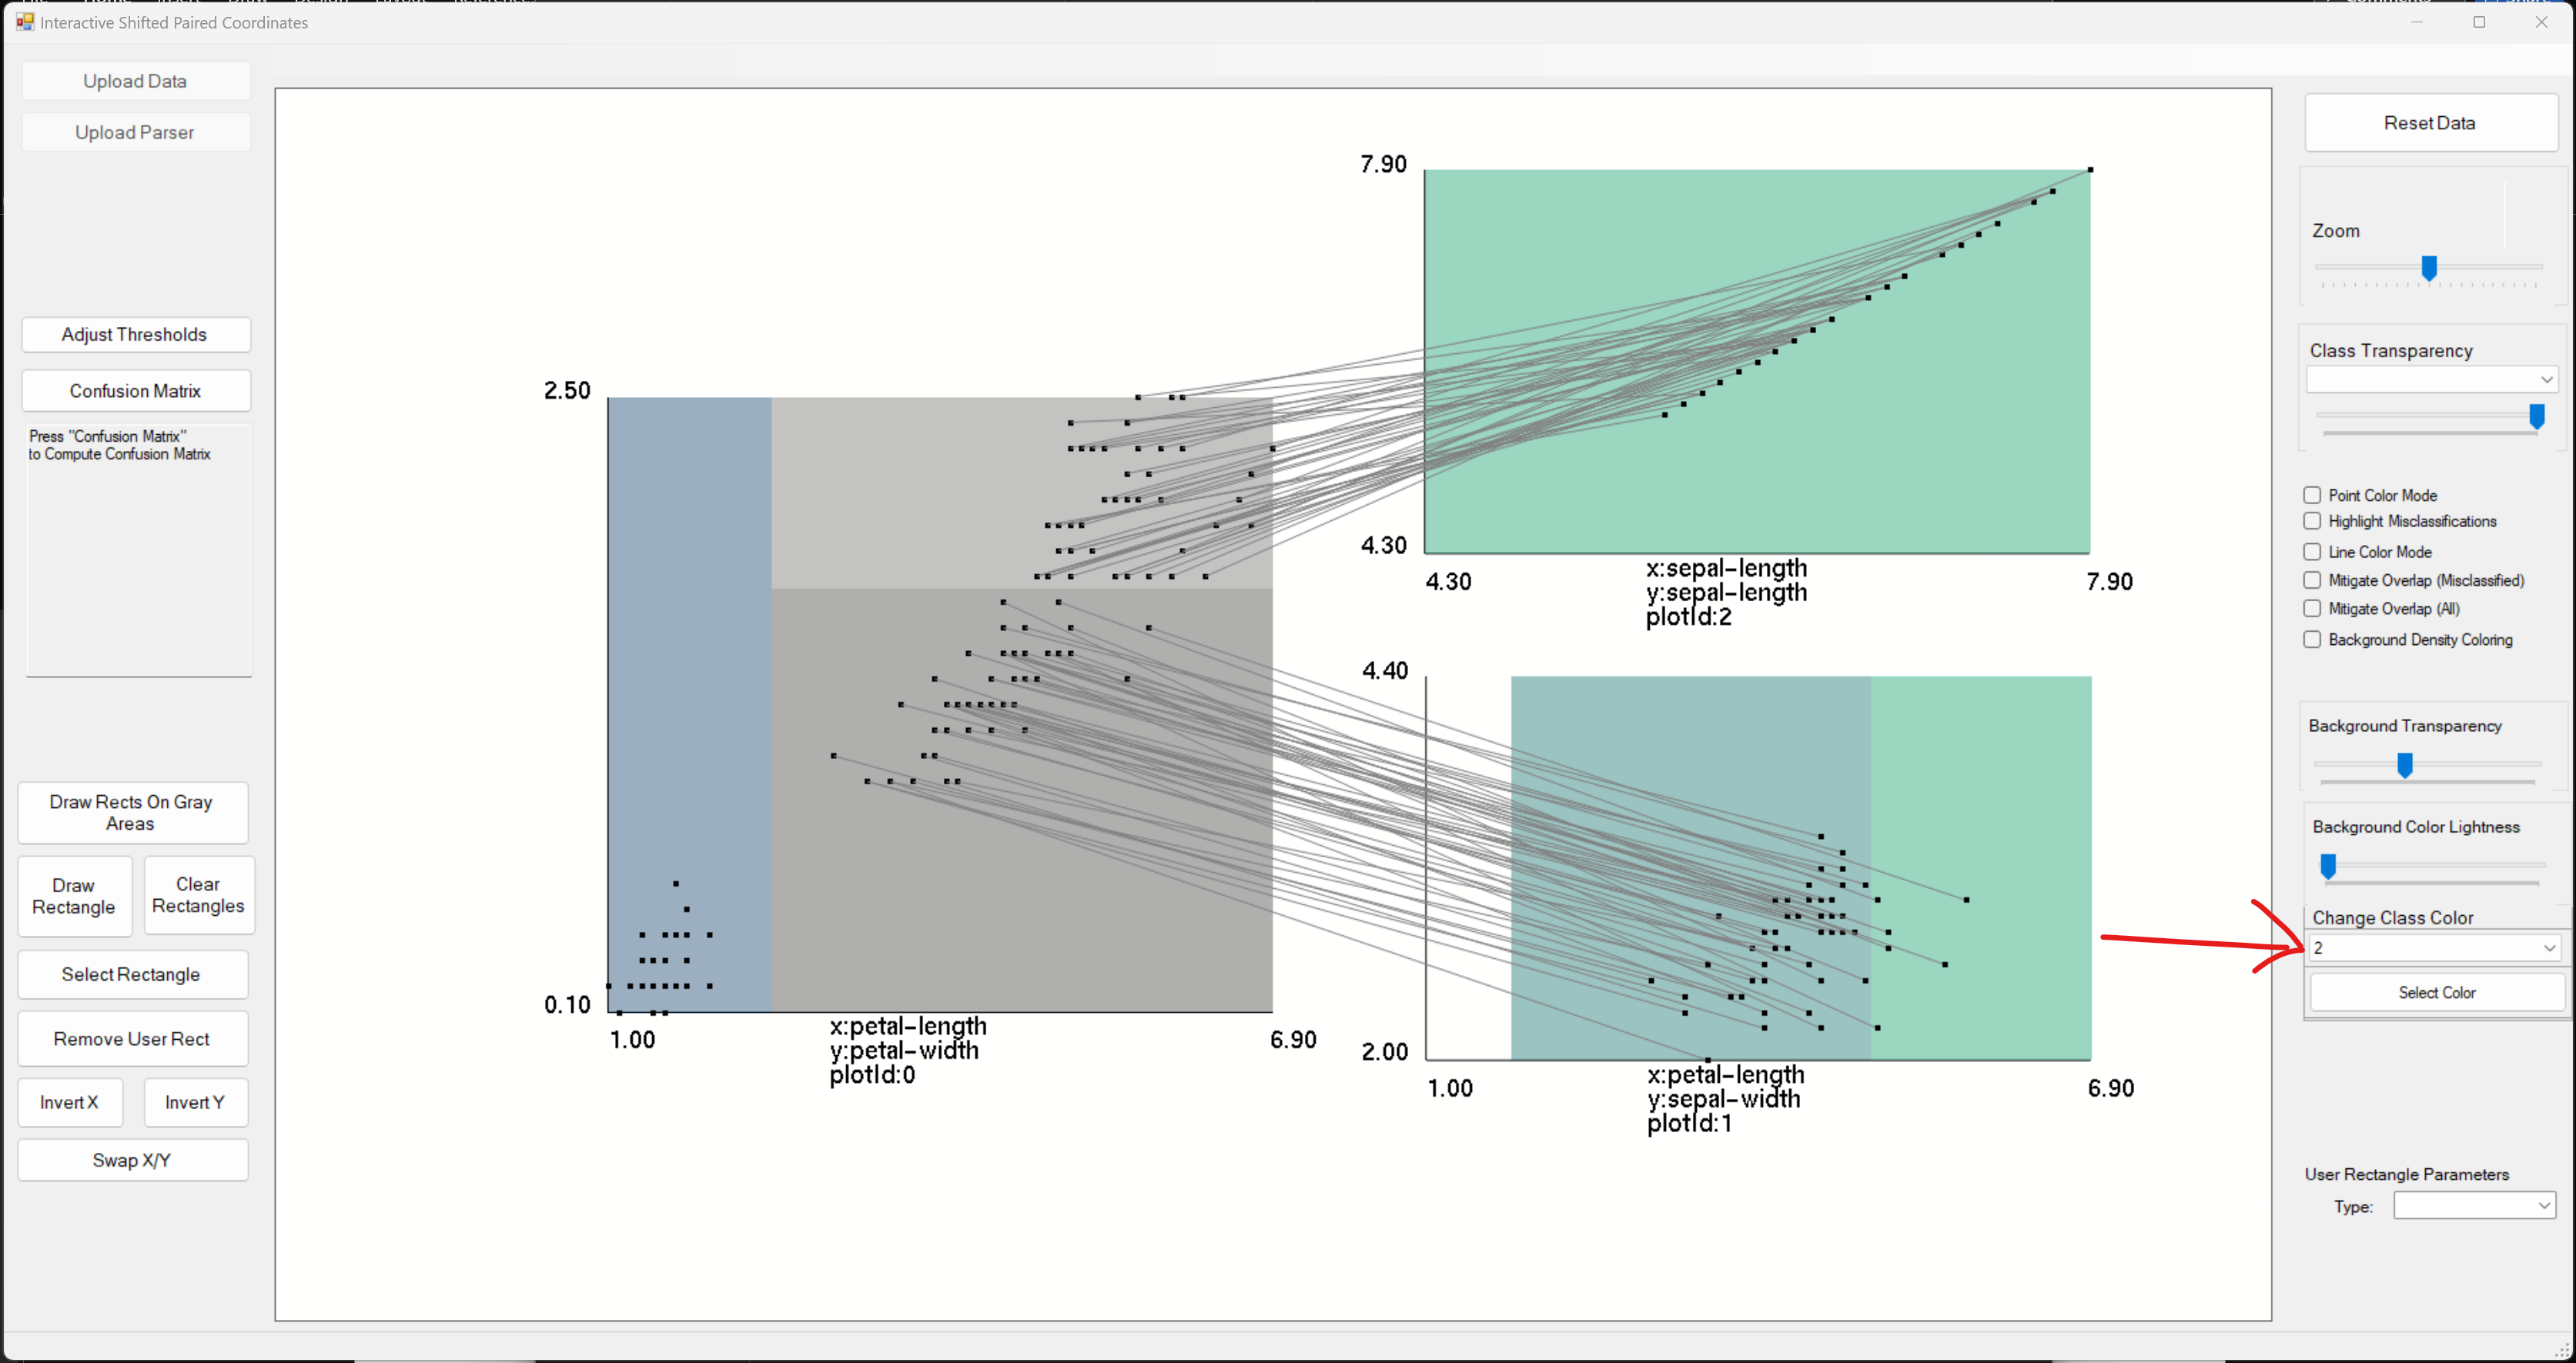 Interactive Shifted Paired Coordinates
Upload Data
Upload Parser
Adjust Thresholds
Confusion Matrix
Press "Confusion Matrix"
to Compute Confusion Matrix
Draw Rects On Gray
Areas
Draw
Rectangle
Clear
Rectangles
Select Rectangle
Remove User Rect
Invert X
Invert Y
Swap X/Y
2.50
0.10
1.00
x:petal-length
y:petal-width
plotId:0
6.90
7.90
4.30
4.30
x:sepal-length
y:sepal-length
plotId:2
7.90
4.40
2.00
1.00
x:petal-length
y:sepal-width
plotId:1
6.90
Reset Data
Zoom
Class Transparency
Point Color Mode
Highlight Misclassifications
Line Color Mode
Mitigate Overlap (Misclassified)
Mitigate Overlap (All)
Background Density Coloring
Background Transparency
Background Color Lightness
Change Class Color
2
Select Color
User Rectangle Parameters
Type: